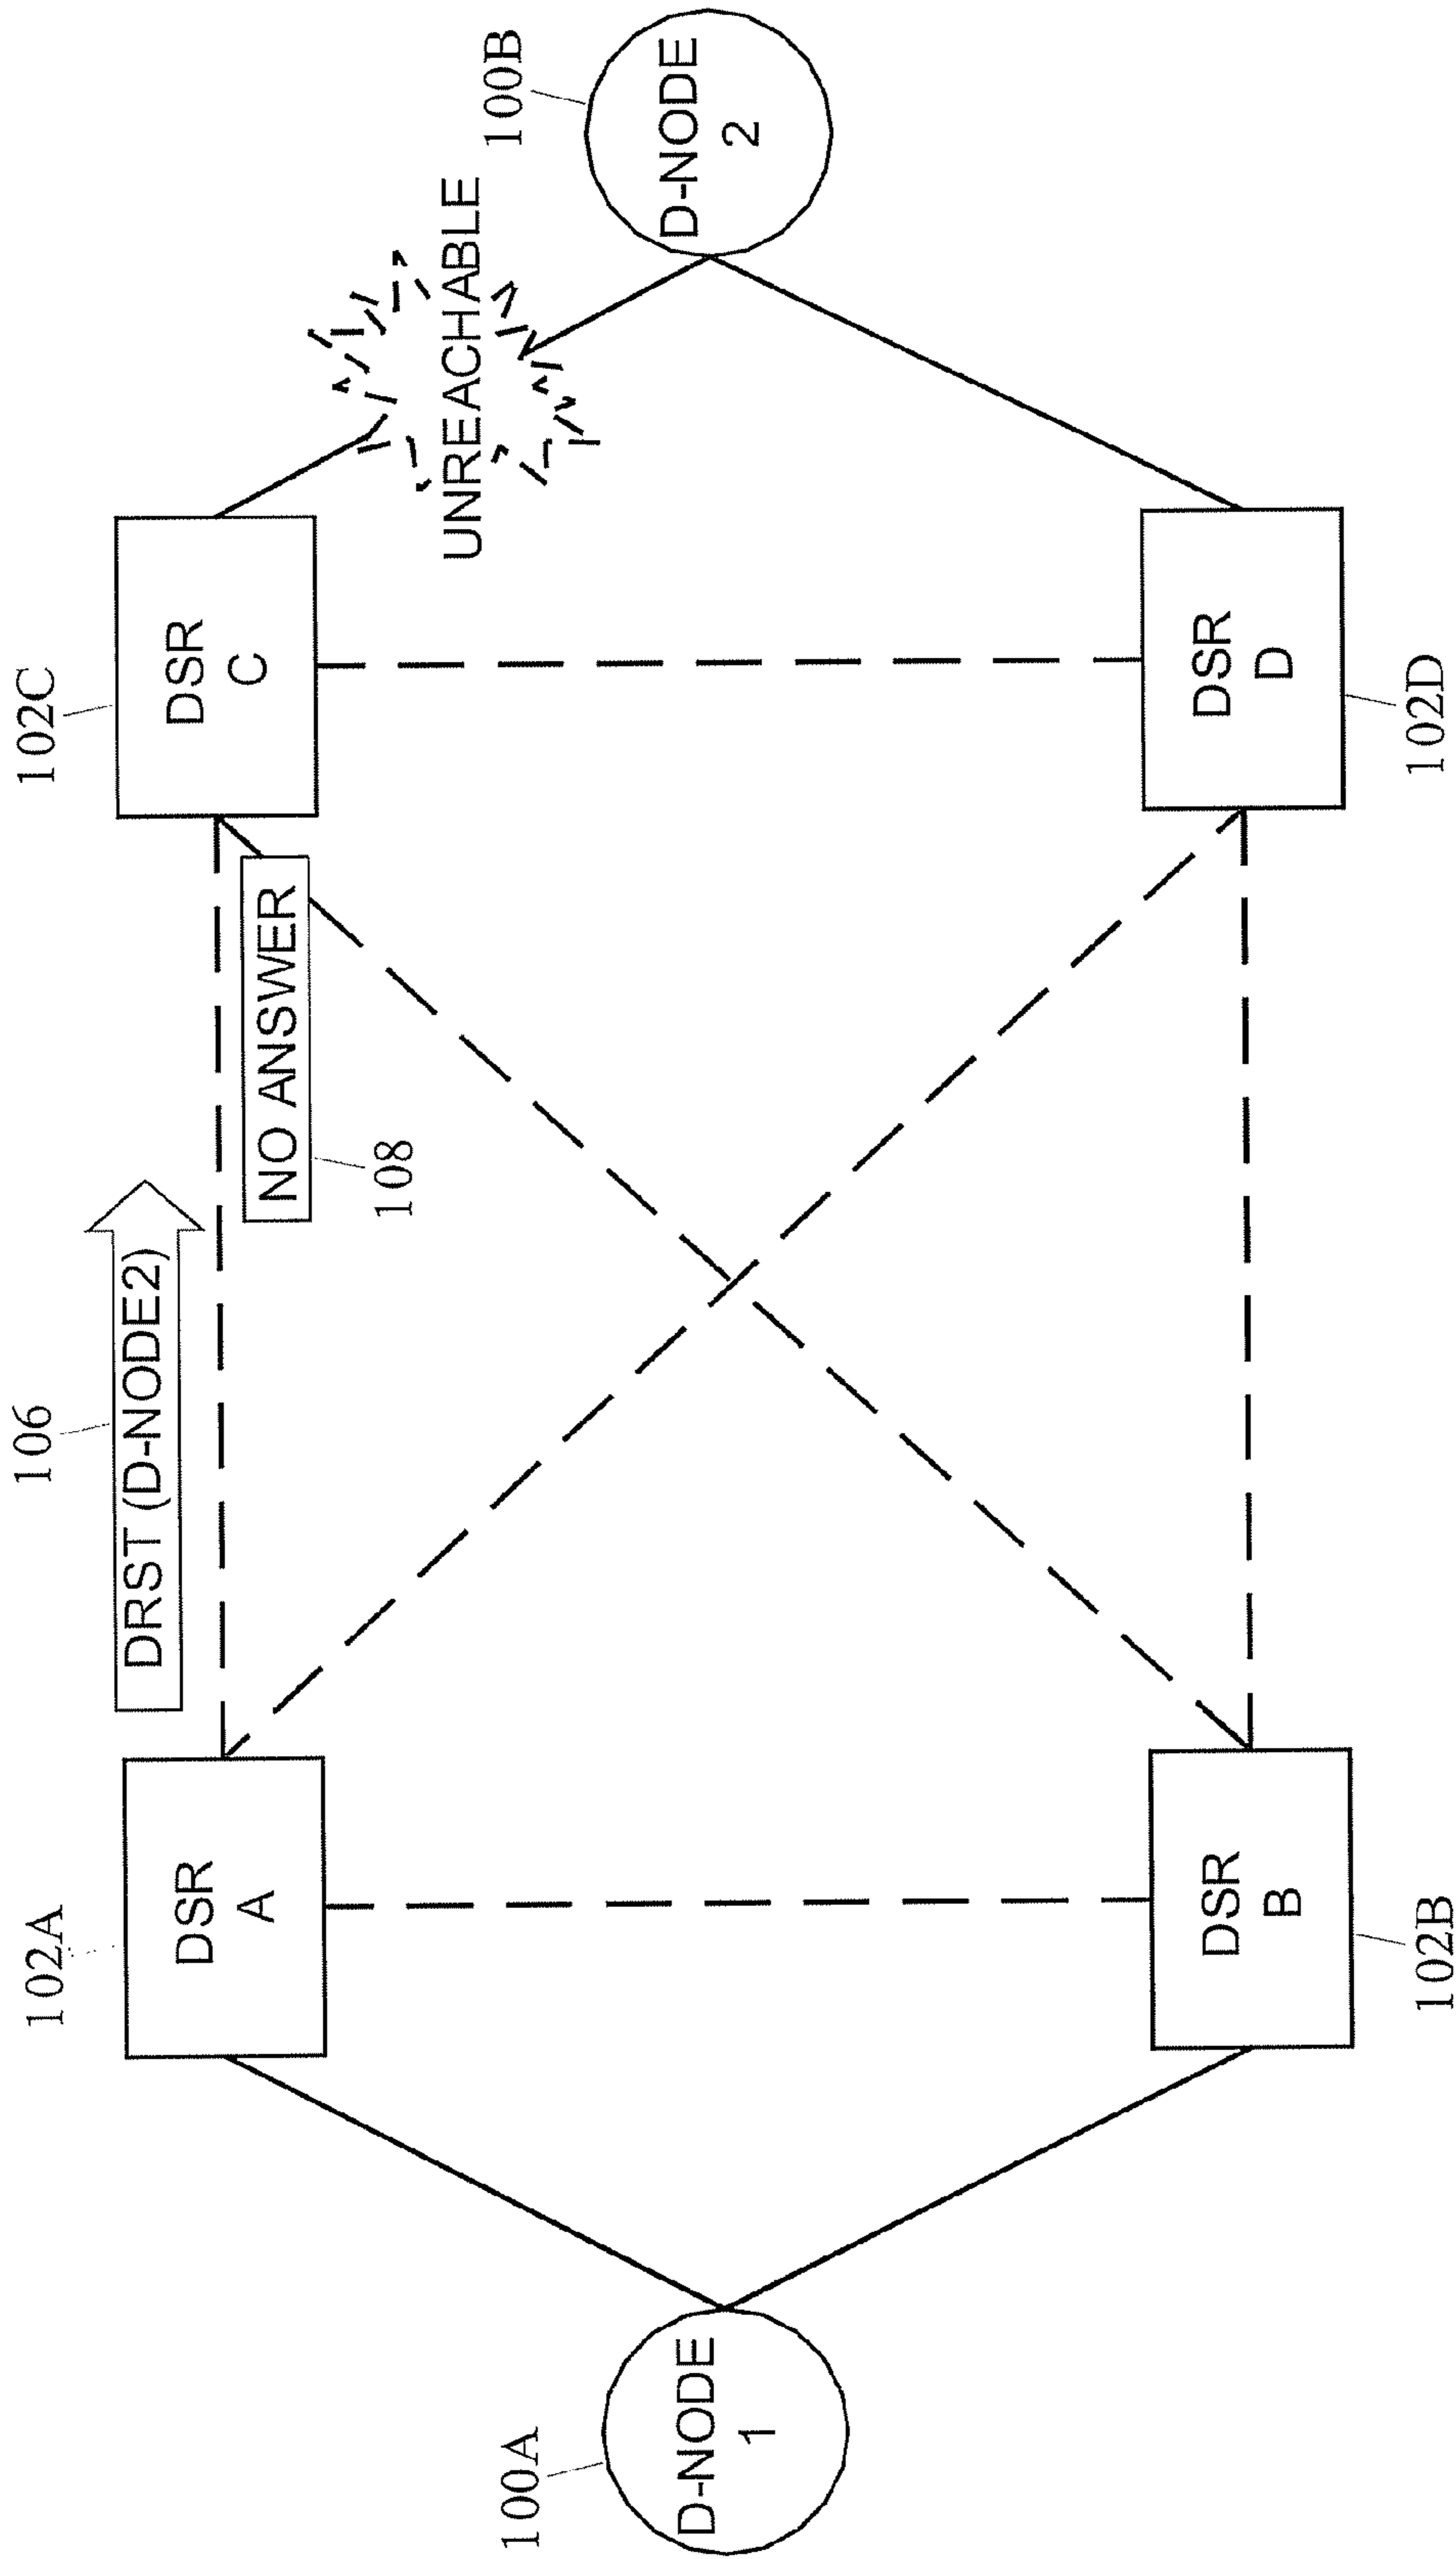 102A
DSR
A
106
DRST (D-NODE2)
NO ANSWER
108
102C
DSR
C
UNREACHABLE
100A
D-NODE
1
100B
D-NODE
2
DSR
B
102B
DSR
D
102D